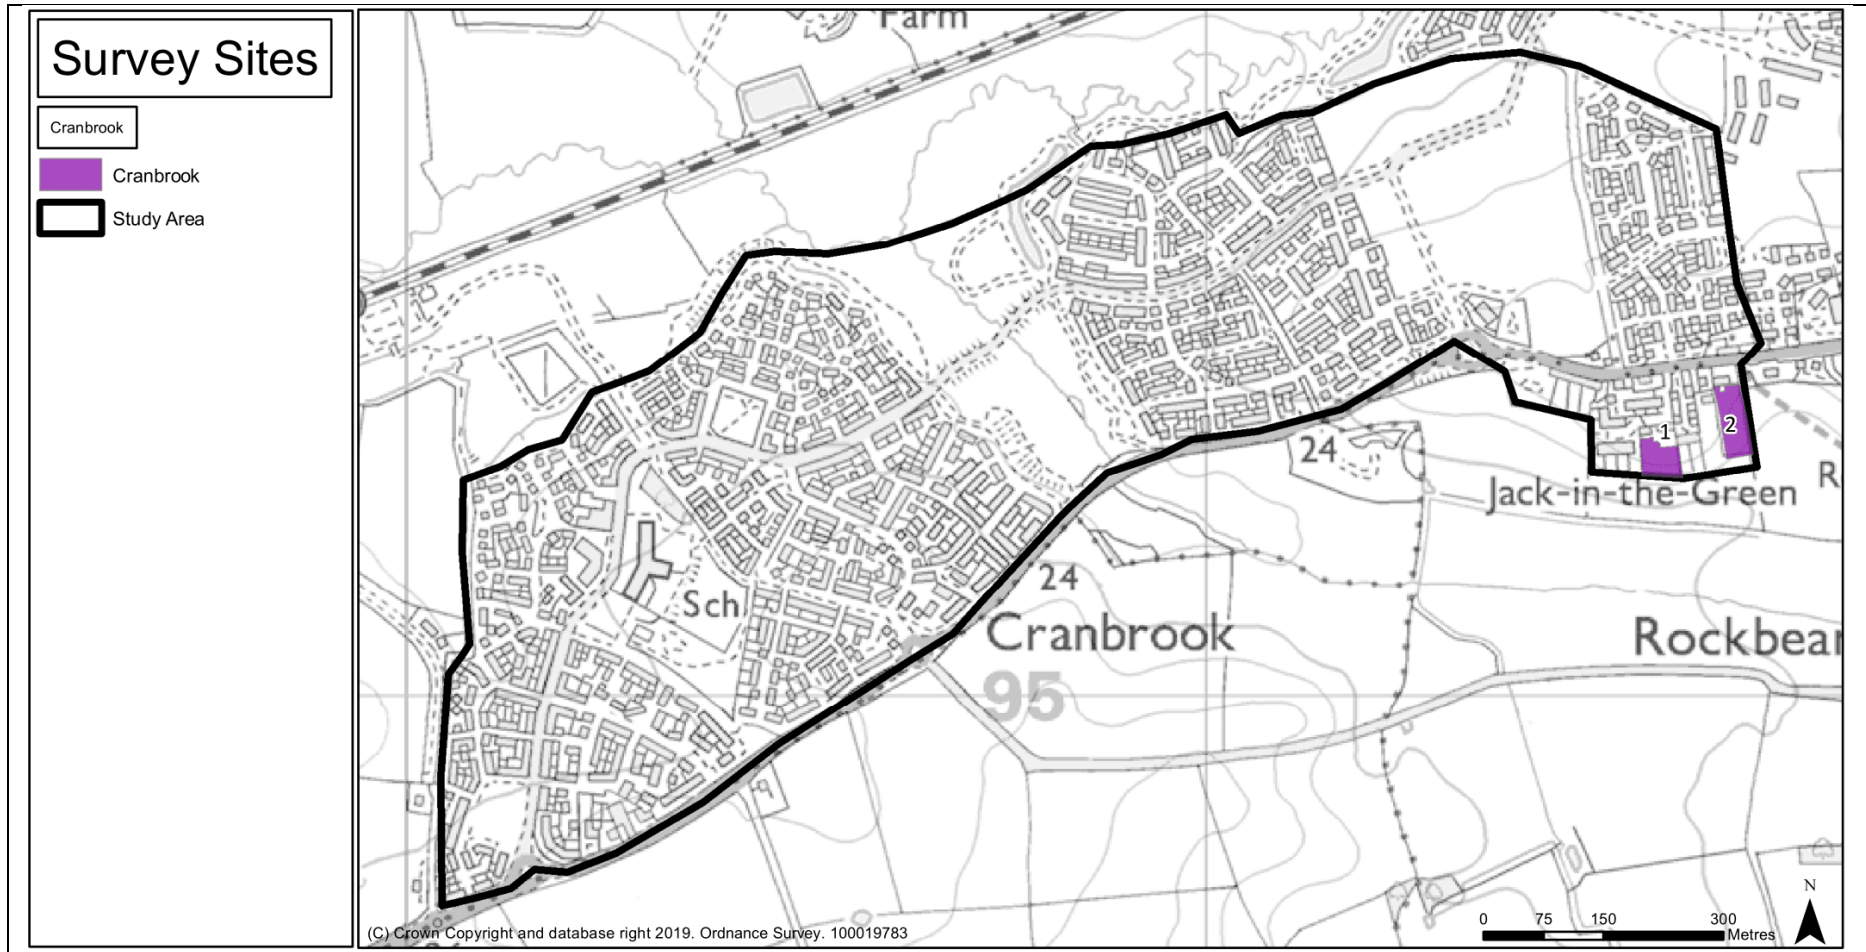 Survey Sites
Cranbrook
Cranbrook
Study Area
Farm
1
2
24
Jack-in-the-Green
R
24
Sch
Cranbrook
Rockbear
95
N
0 75 150 300
Metres
(C) Crown Copyright and database right 2019. Ordnance Survey. 100019783